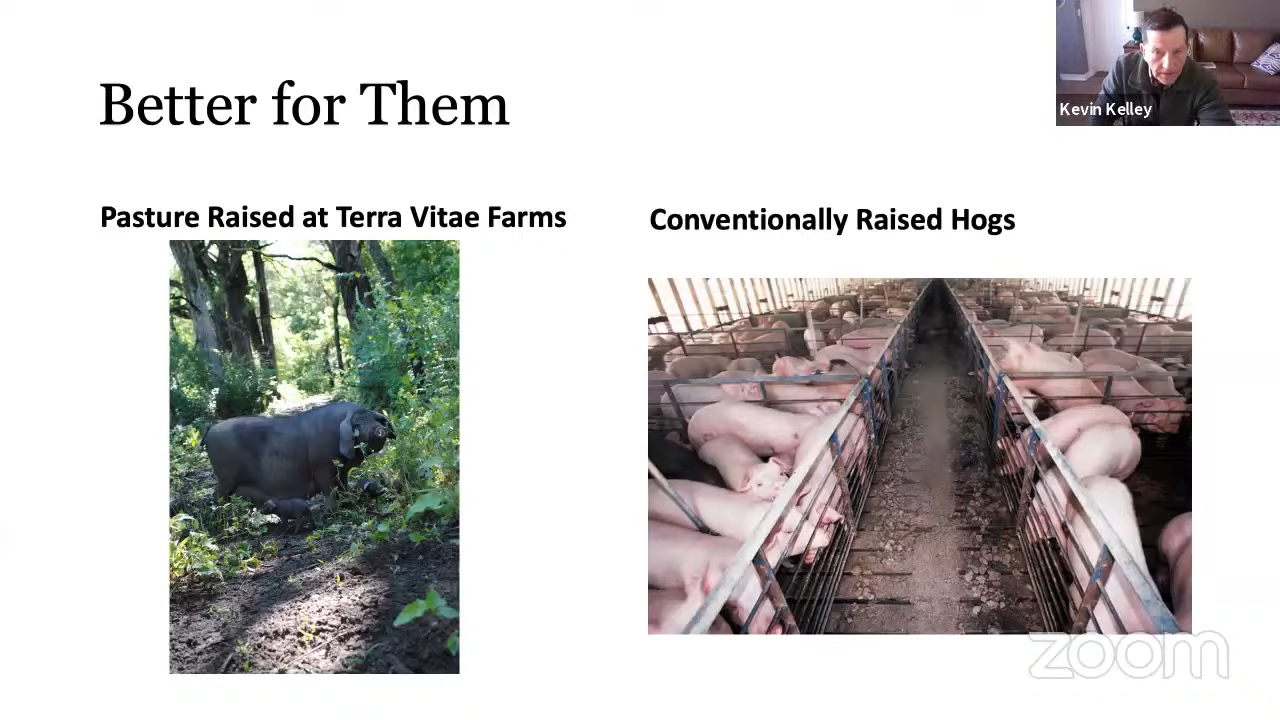 Better for Them
Kevin Kelley
Pasture Raised at Terra Vitae Farms
Conventionally Raised Hogs
zoom